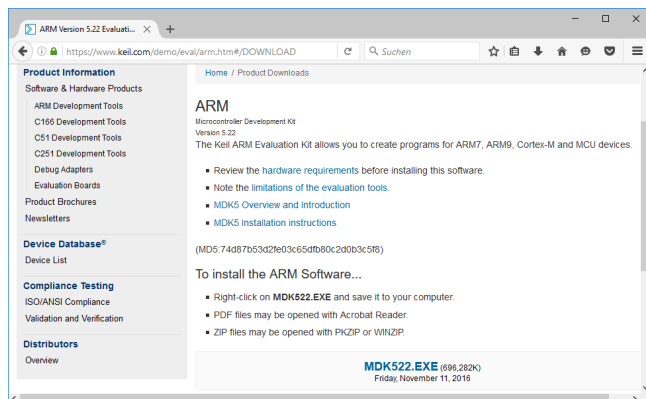 ARM Version 5.22 Evaluati...
https://www.keil.com/demo/eval/arm.htm#/DOWNLOAD
Suchen
Product Information
Software & Hardware Products
ARM Development Tools
C166 Development Tools
C51 Development Tools
C251 Development Tools
Debug Adapters
Evaluation Boards
Product Brochures
Newsletters
Device Database®
Device List
Compliance Testing
ISO/ANSI Compliance
Validation and Verification
Distributors
Overview
Home / Product Downloads
ARM
Microcontroller Development Kit
Version 5.22
The Keil ARM Evaluation Kit allows you to create programs for ARM7, ARM9, Cortex-M and MCU devices.
Review the hardware requirements before installing this software.
Note the limitations of the evaluation tools.
MDK5 Overview and Introduction
MDK5 Installation instructions
(MD5:74d87b53d2fe03c65dfb80c2d0b3c5f8)
To install the ARM Software...
Right-click on MDK522.EXE and save it to your computer.
PDF files may be opened with Acrobat Reader.
ZIP files may be opened with PKZIP or WINZIP.
MDK522.EXE (696,282K)
Friday, November 11, 2016